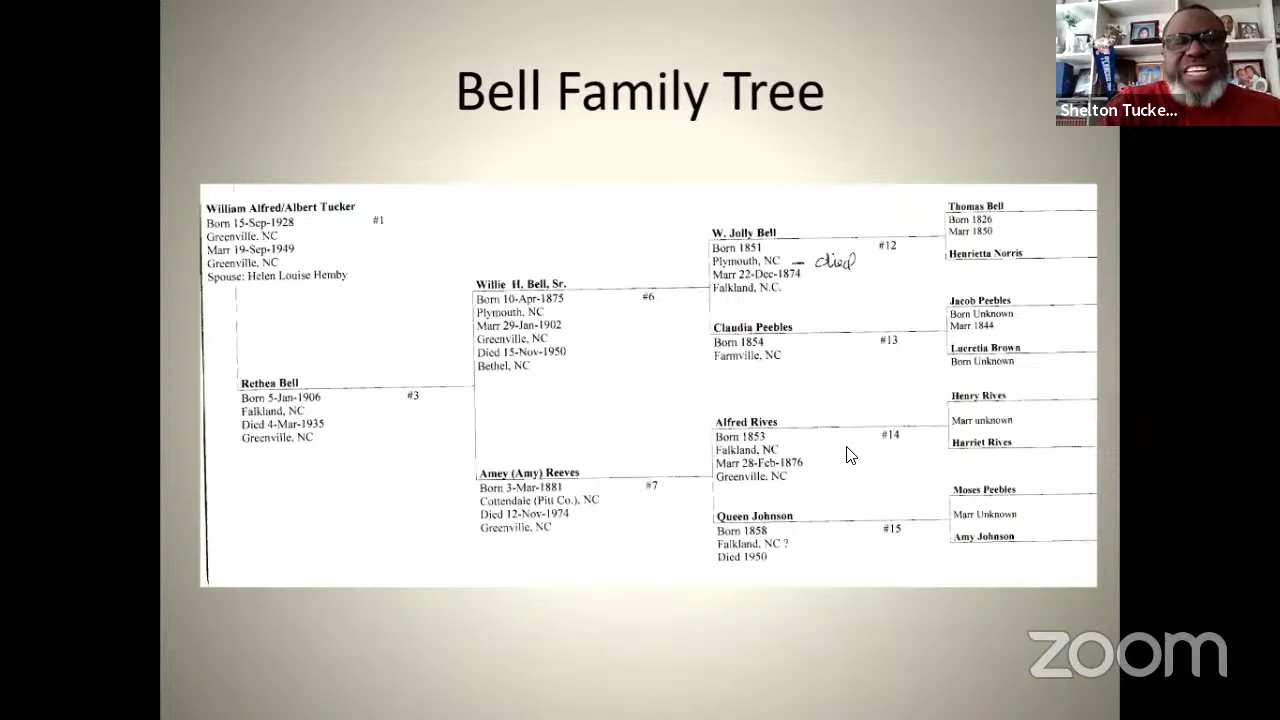 Bell Family Tree
Shelton Tucke...
William Alfred/Albert Tucker
Born 15-Sep-1928
#1
Greenville, NC
Marr 19-Sep-1949
Greenville, NC
Spouse: Helen Louise Hemby
Rethea Bell
Born 5-Jan-1906
#3
Falkland, NC
Died 4-Mar-1935
Greenville, NC
Willie H. Bell, Sr.
Born 10-Apr-1875
#6
Plymouth, NC
Marr 29-Jan-1902
Greenville, NC
Died 15-Nov-1950
Bethel, NC
Amey (Amy) Reeves
Born 3-Mar-1881
#7
Cottendale (Pitt Co.), NC
Died 12-Nov-1974
Greenville, NC
W. Jolly Bell
Born 1851
#12
Plymouth, NC – died
Marr 22-Dec-1874
Falkland, N.C.
Claudia Peebles
Born 1854
#13
Farmville, NC
Alfred Rives
Born 1853
#14
Falkland, NC
Marr 28-Feb-1876
Greenville, NC
Queen Johnson
Born 1858
#15
Falkland, NC ?
Died 1950
Thomas Bell
Born 1826
Marr 1850
Henrietta Norris
Jacob Peebles
Born Unknown
Marr 1844
Lucretia Brown
Born Unknown
Henry Rives
Marr unknown
Harriet Rives
Moses Peebles
Marr Unknown
Amy Johnson
zoom